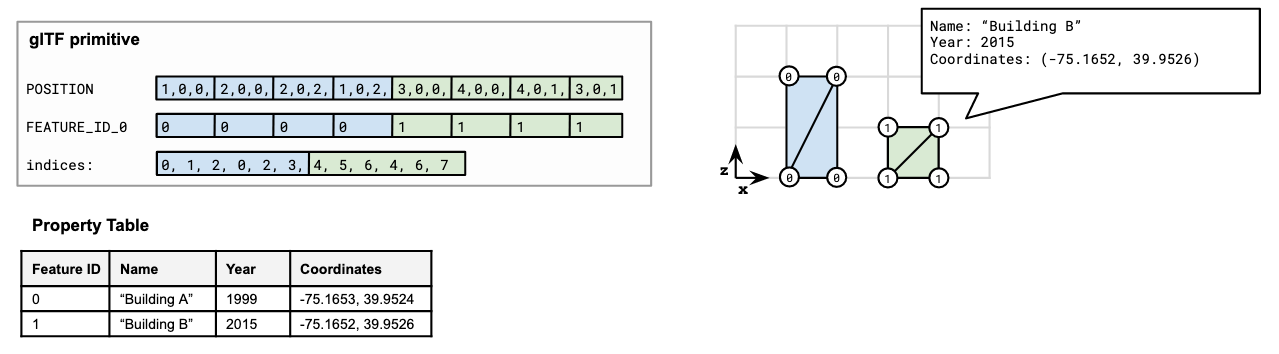 glTF primitive
POSITION 1,0,0, 2,0,0, 2,0,2, 1,0,2, 3,0,0, 4,0,0, 4,0,1, 3,0,1
FEATURE_ID_0 0 0 0 0 1 1 1 1
indices: 0, 1, 2, 0, 2, 3, 4, 5, 6, 4, 6, 7
Name: “Building B”
Year: 2015
Coordinates: (-75.1652, 39.9526)
0 0
1 1
0 0 1 1
z
x
Property Table
Feature ID Name Year Coordinates
0 “Building A” 1999 -75.1653, 39.9524
1 “Building B” 2015 -75.1652, 39.9526